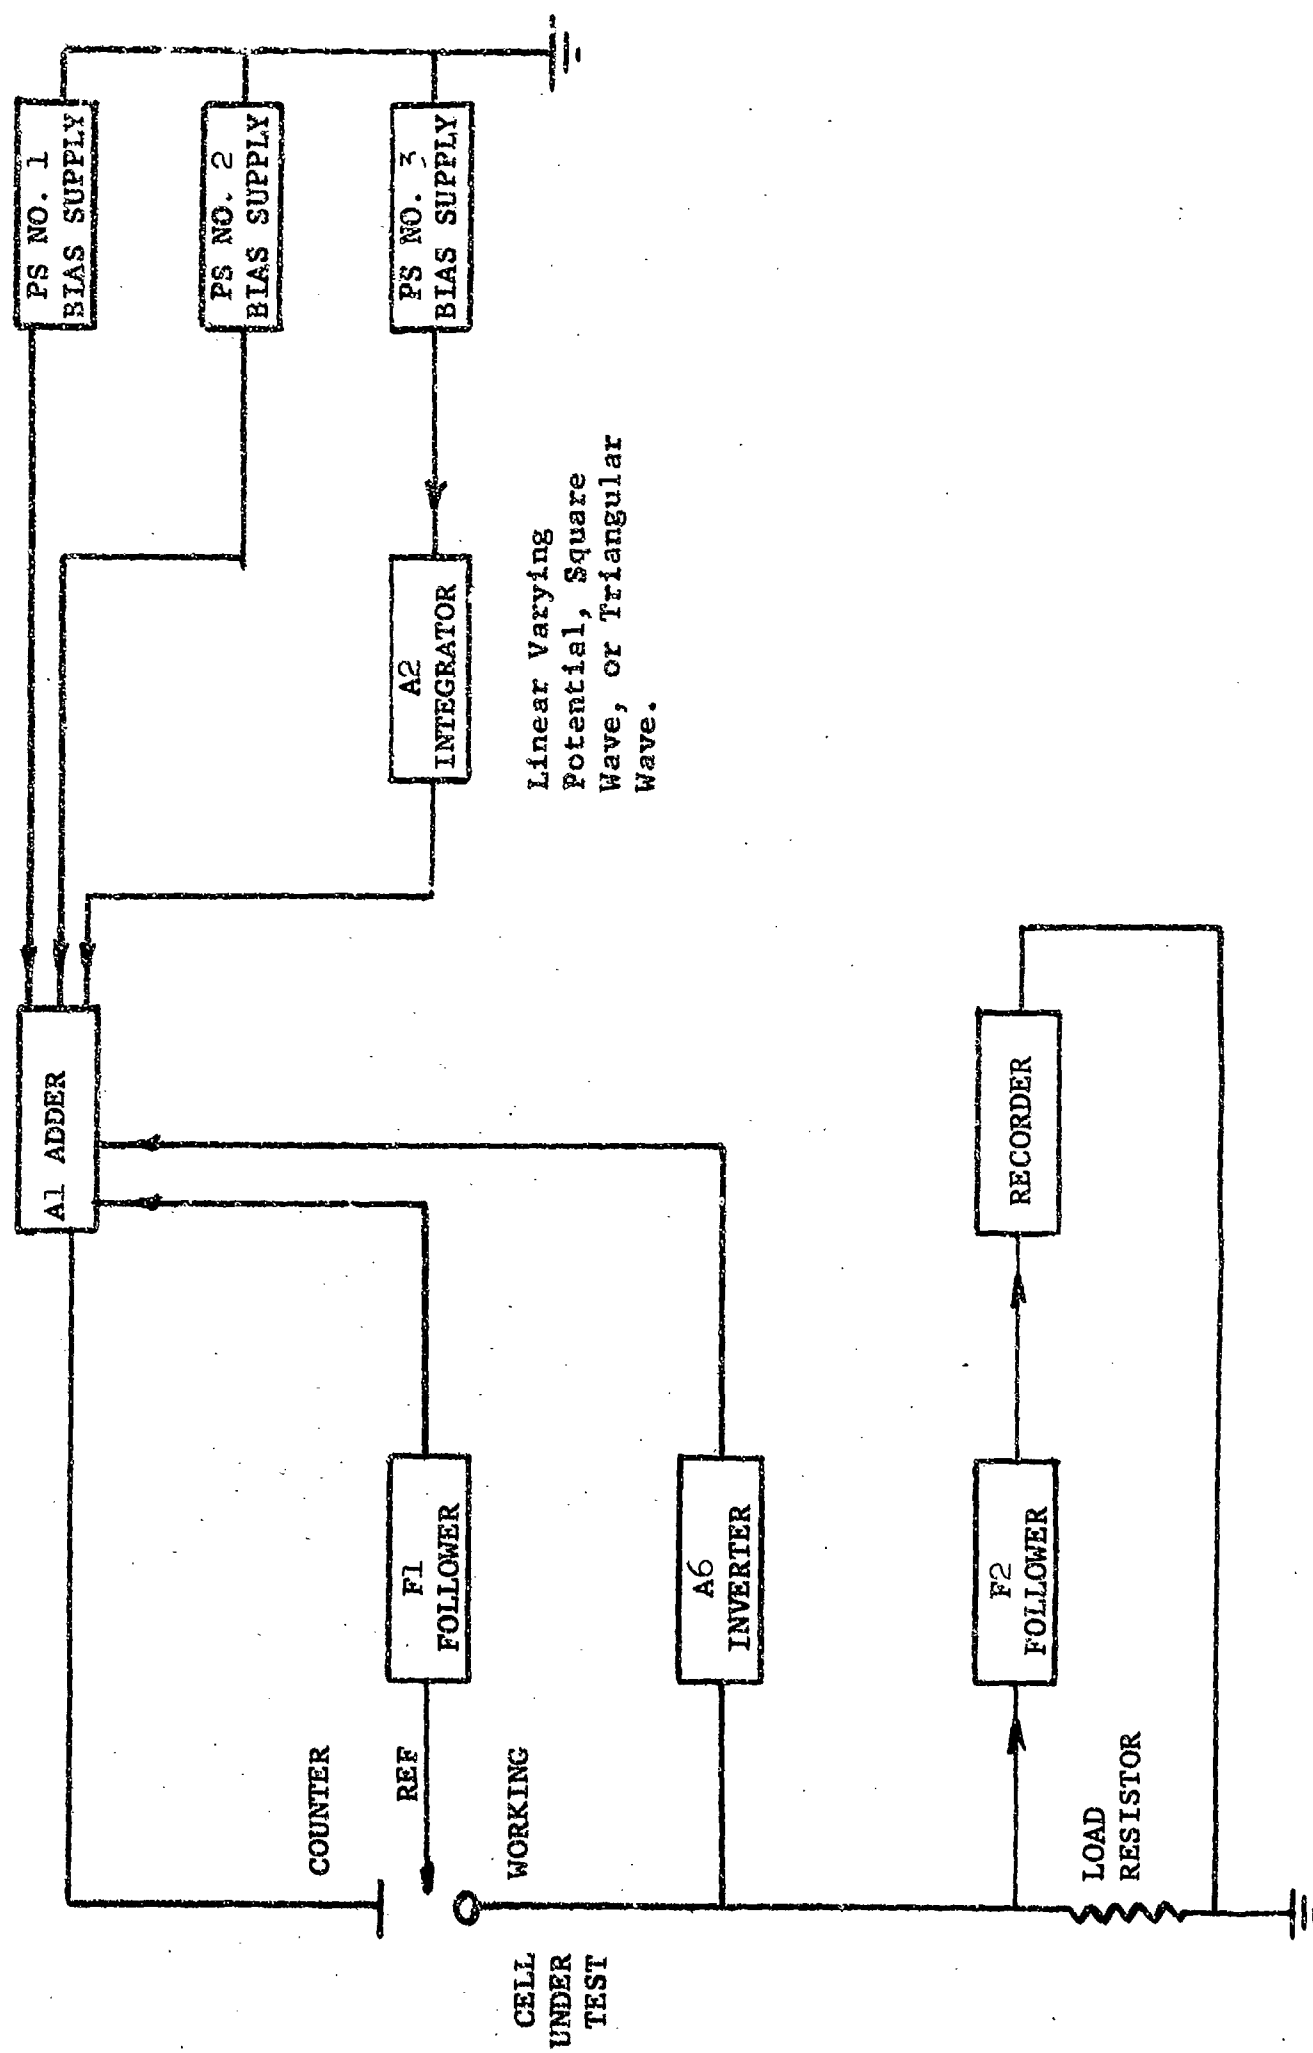 PS NO. 1
BIAS SUPPLY
PS NO. 2
BIAS SUPPLY
PS NO. 3
BIAS SUPPLY
A1 ADDER
A2
INTEGRATOR
Linear Varying
Potential, Square
Wave, or Triangular
Wave.
COUNTER
REF
F1
FOLLOWER
WORKING
CELL
UNDER
TEST
A6
INVERTER
F2
FOLLOWER
RECORDER
LOAD
RESISTOR